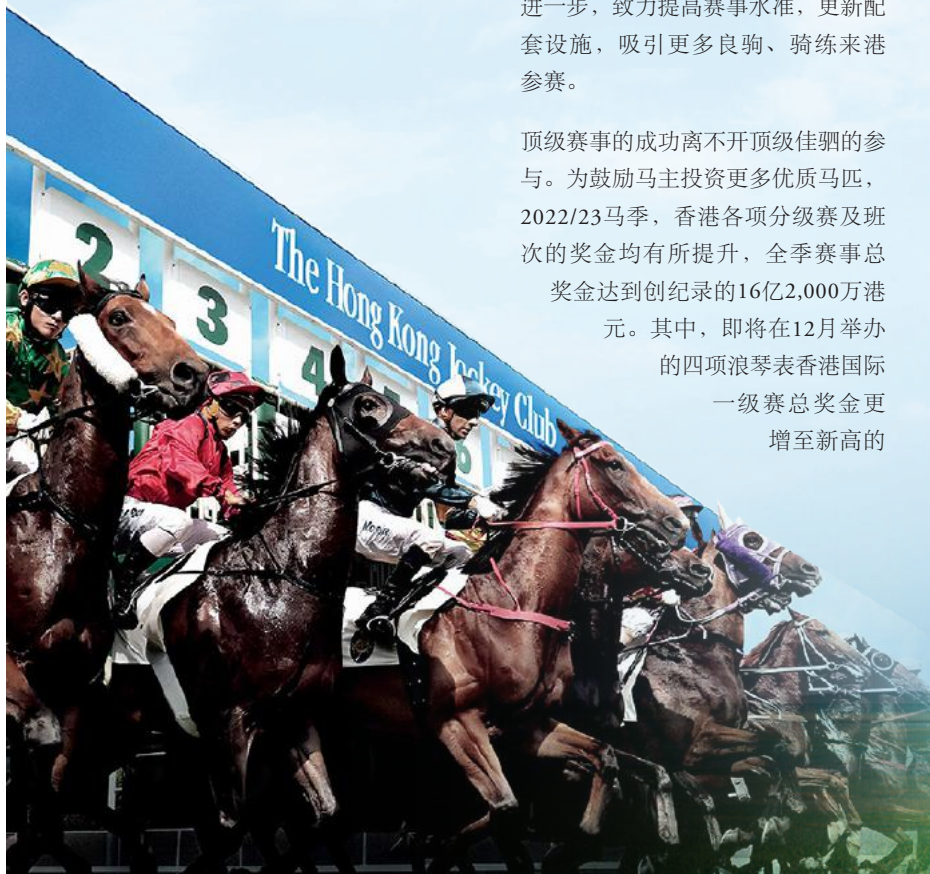 进一步，致力提高赛事水准，更新配
套设施，吸引更多良驹、骑练来港
参赛。
顶级赛事的成功离不开顶级佳驷的参
与。为鼓励马主投资更多优质马匹，
2022/23马季，香港各项分级赛及班
次的奖金均有所提升，全季赛事总
奖金达到创纪录的16亿2,000万港
元。其中，即将在12月举办
的四项浪琴表香港国际
一级赛总奖金更
增至新高的
The Hong Kong Jockey Club
2
3
4
6